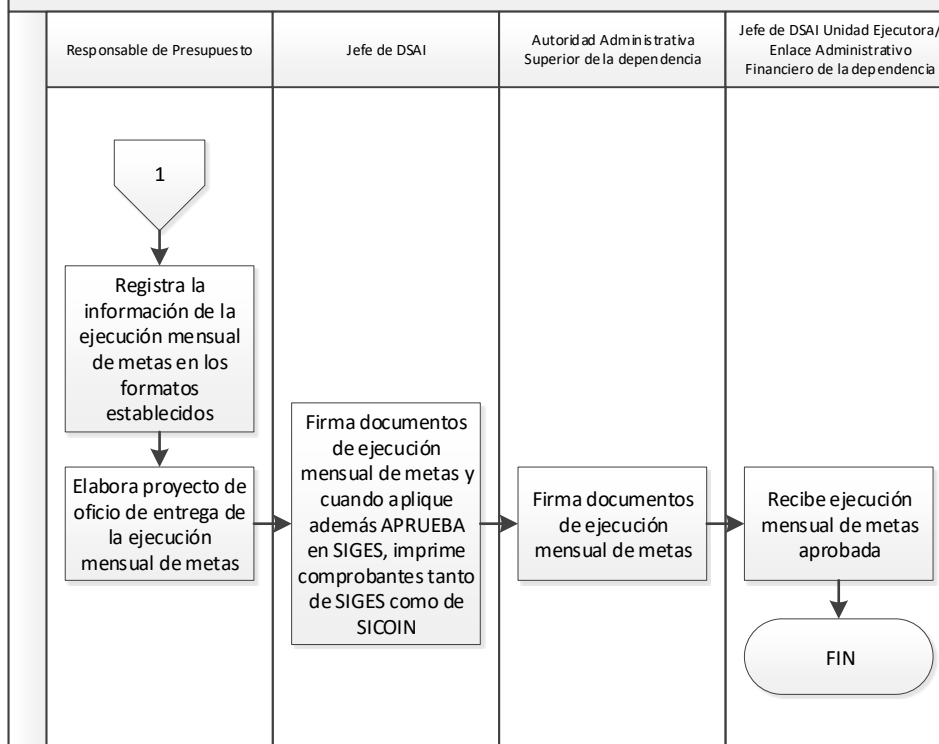 Responsable de Presupuesto
Jefe de DSAI
Autoridad Administrativa
Superior de la dependencia
Jefe de DSAI Unidad Ejecutora/
Enlace Administrativo
Financiero de la dependencia
1
Registra la
información de la
ejecución mensual
de metas en los
formatos
establecidos
Elabora proyecto de
oficio de entrega de
la ejecución
mensual de metas
Firma documentos
de ejecución
mensual de metas y
cuando aplique
además APRUEBA
en SIGES, imprime
comprobantes tanto
de SIGES como de
SICOIN
Firma documentos
de ejecución
mensual de metas
Recibe ejecución
mensual de metas
aprobada
FIN